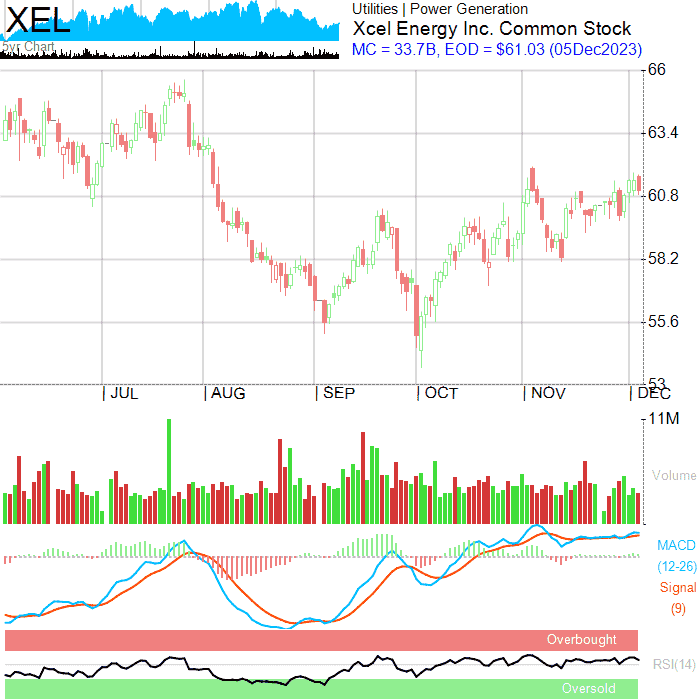 XEL
5yr Chart
Utilities | Power Generation
Xcel Energy Inc. Common Stock
MC = 33.7B, EOD = $61.03 (05Dec2023)
66
63.4
60.8
58.2
55.6
53
| JUL | AUG | SEP | OCT | NOV | DEC
11M
Volume
MACD
(12-26)
Signal
(9)
Overbought
RSI(14)
Oversold